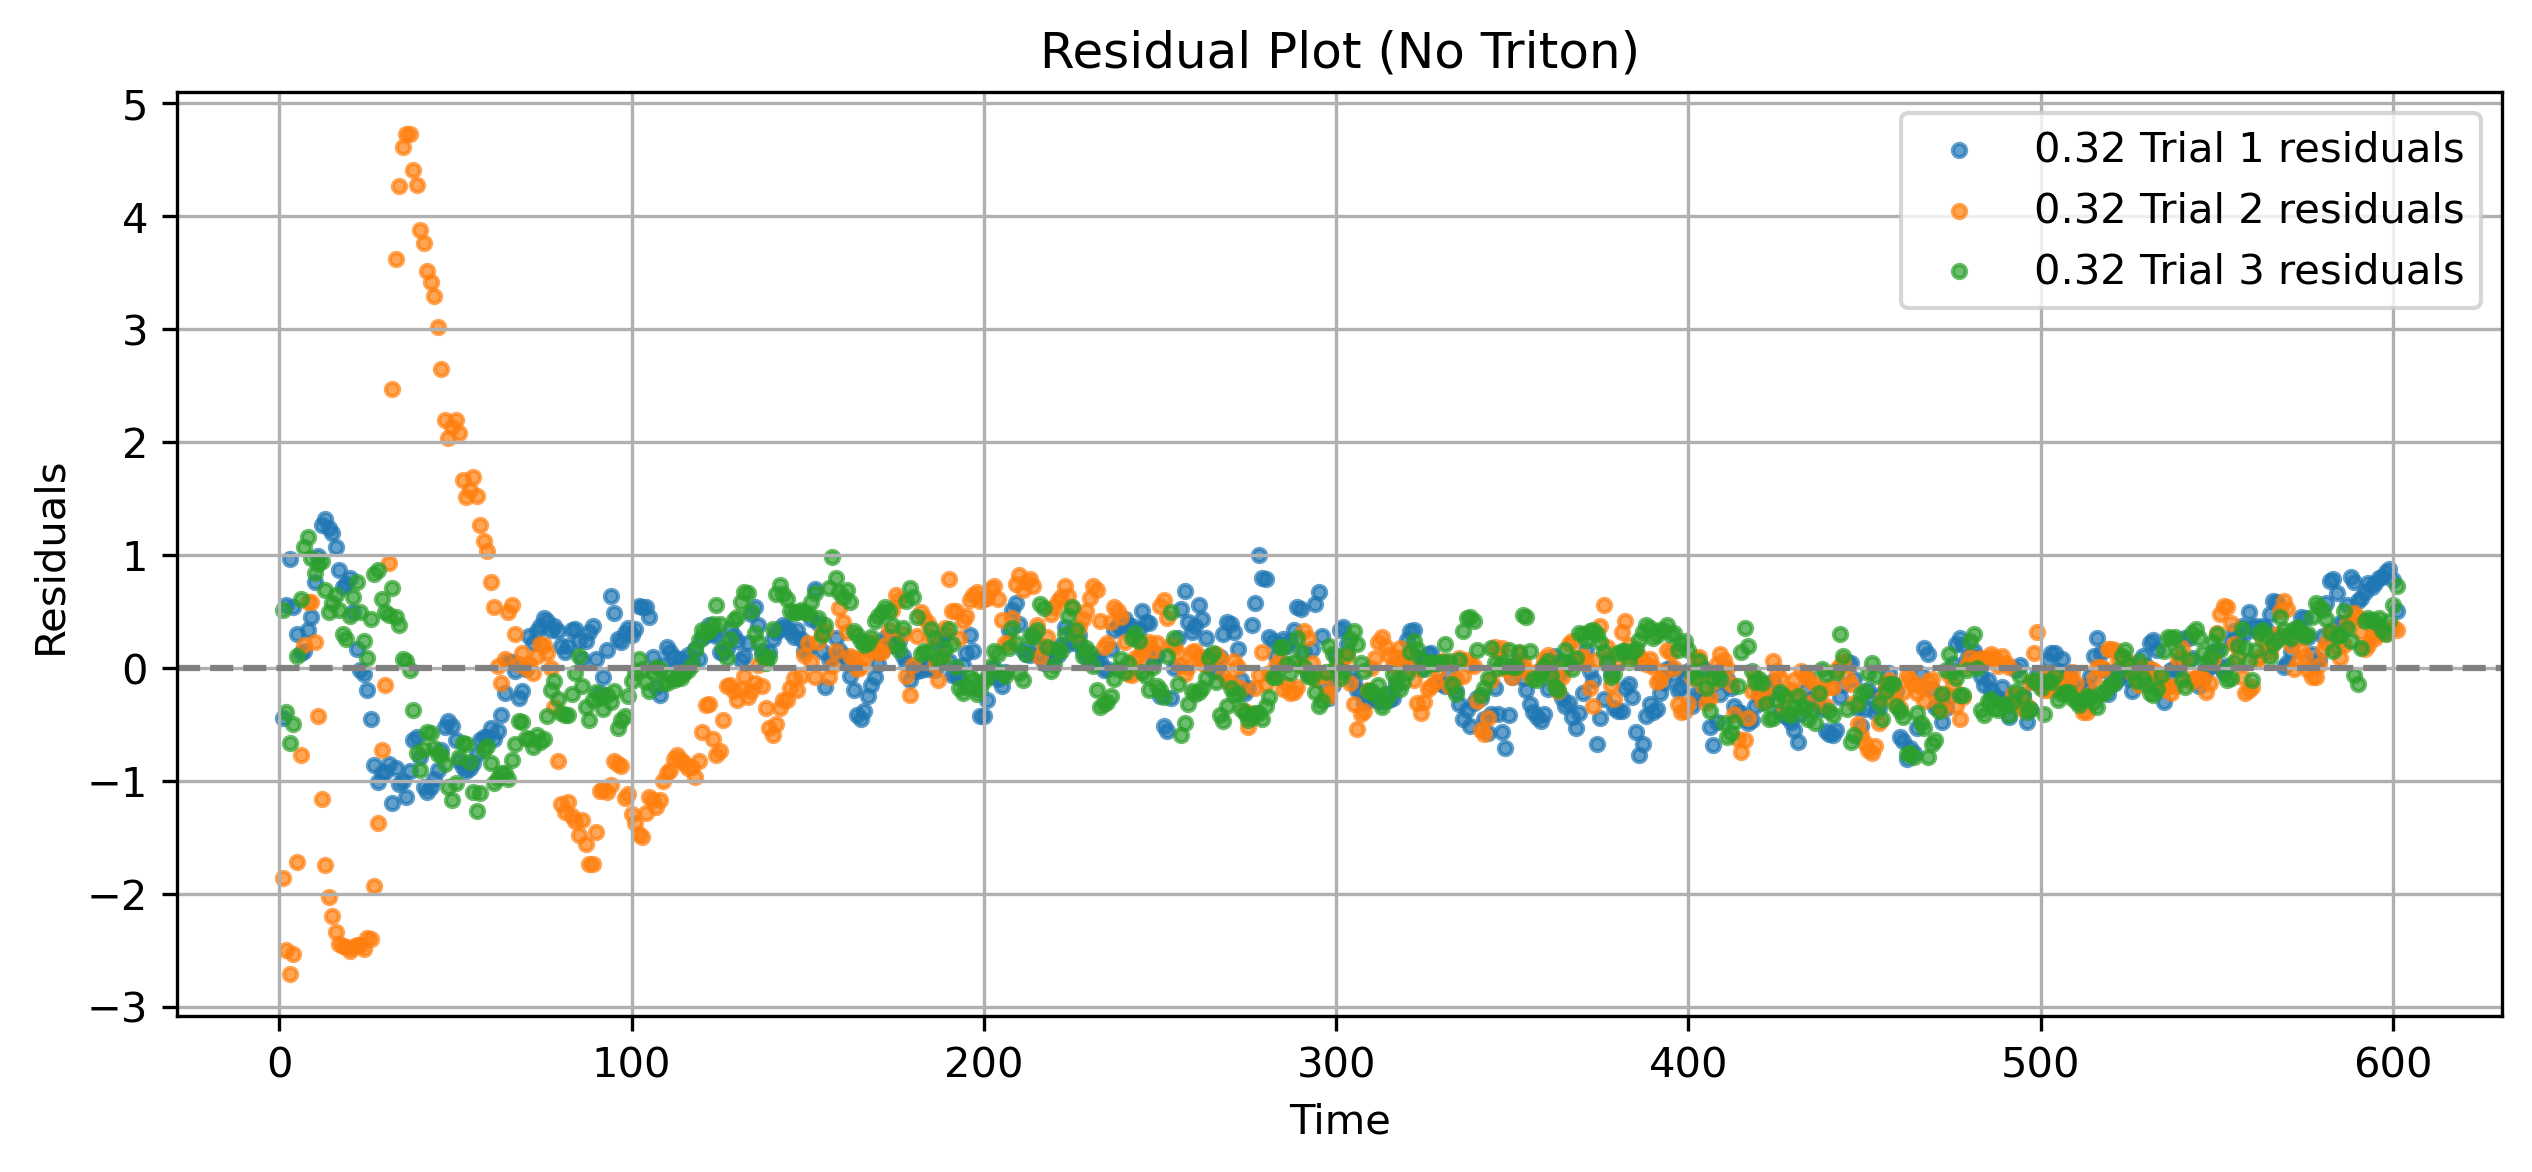 Residual Plot (No Triton)
0.32 Trial 1 residuals
0.32 Trial 2 residuals
0.32 Trial 3 residuals
Residuals
5
4
3
2
1
0
−1
−2
−3
0 100 200 300 400 500 600
Time